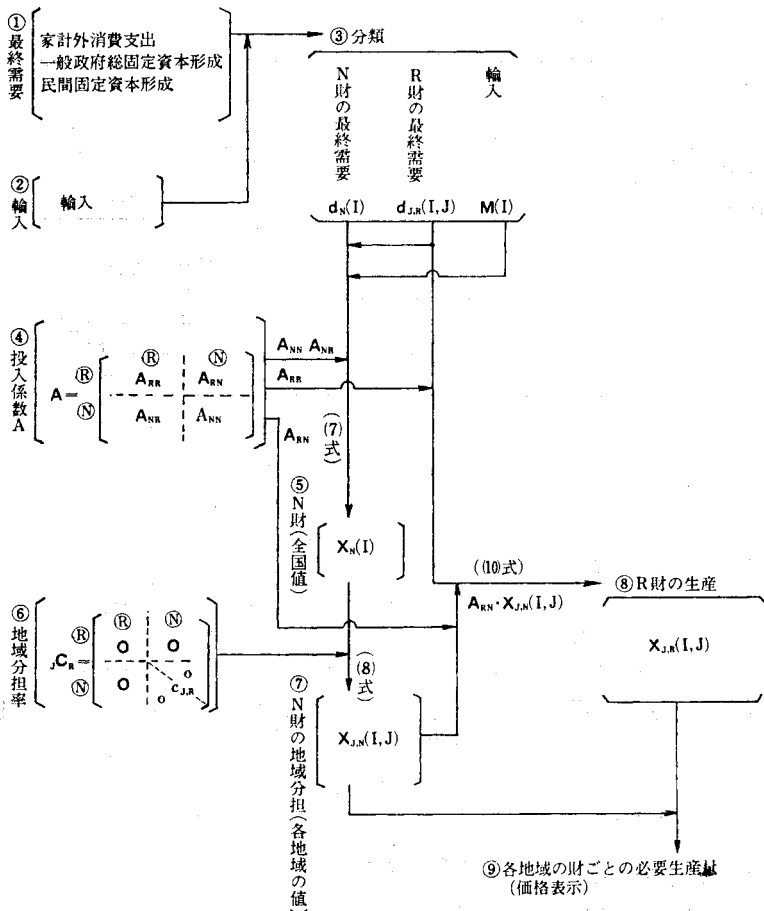 ①最終需要
家計外消費支出
一般政府総固定資本形成
民間固定資本形成
②輸入
輸入
③分類
N財の最終需要
R財の最終需要
輸入
d_N(I)
d_{J,R}(I,J)
M(I)
④投入係数A
A=
Ⓡ Ⓝ
Ⓡ A_RR A_RN
Ⓝ A_NR A_NN
A_NN A_NR
A_RR
A_RN
(7)式
⑤N財(全国値)
X_N(I)
⑥地域分担率
_JC_R=
Ⓡ Ⓝ
Ⓡ O O
Ⓝ O
o
C_{J,R}
o
(8)式
⑦N財の地域分担(各地域の値)
X_{J,N}(I,J)
((10)式)
A_RN・X_{J,N}(I,J)
⑧R財の生産
X_{J,R}(I,J)
⑨各地域の財ごとの必要生産量
(価格表示)